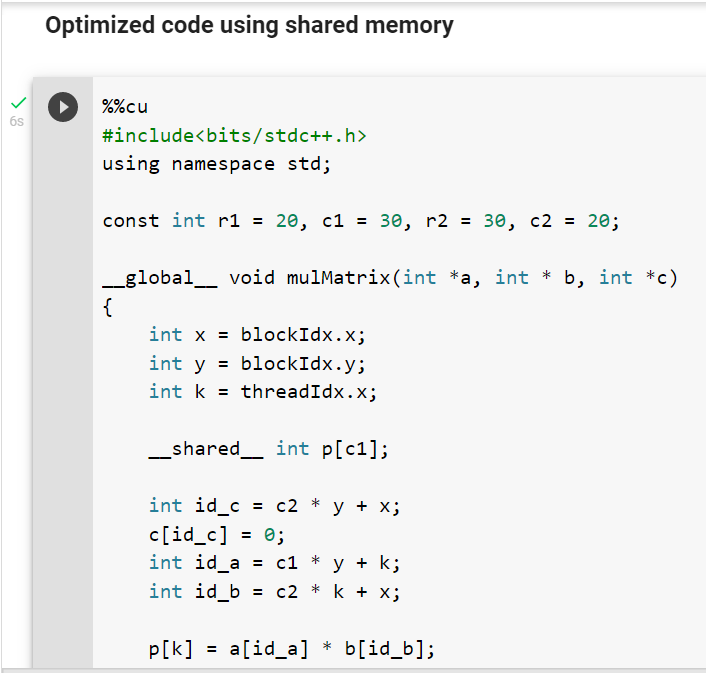 Optimized code using shared memory
6s
%%cu
#include<bits/stdc++.h>
using namespace std;
const int r1 = 20, c1 = 30, r2 = 30, c2 = 20;
__global__ void mulMatrix(int *a, int * b, int *c)
{
int x = blockIdx.x;
int y = blockIdx.y;
int k = threadIdx.x;
__shared__ int p[c1];
int id_c = c2 * y + x;
c[id_c] = 0;
int id_a = c1 * y + k;
int id_b = c2 * k + x;
p[k] = a[id_a] * b[id_b];